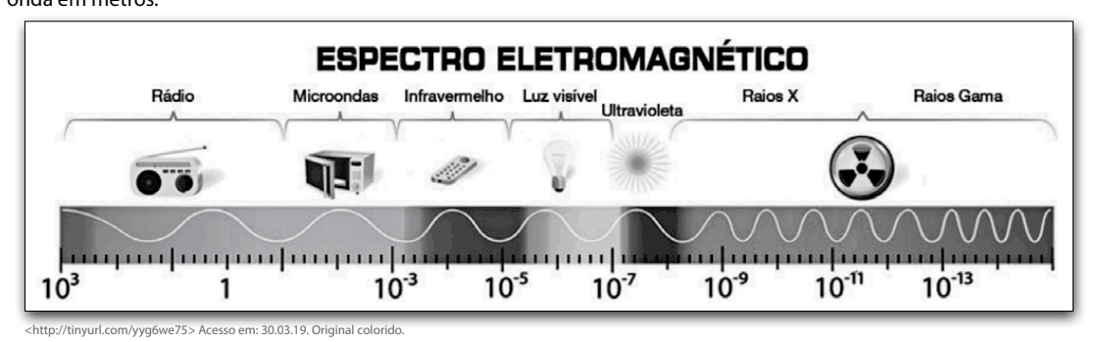 onda em metros.
ESPECTRO ELETROMAGNÉTICO
Rádio Microondas Infravermelho Luz visível Ultravioleta Raios X Raios Gama
10³ 1 10⁻³ 10⁻⁵ 10⁻⁷ 10⁻⁹ 10⁻¹¹ 10⁻¹³
<http://tinyurl.com/yyg6we75> Acesso em: 30.03.19. Original colorido.